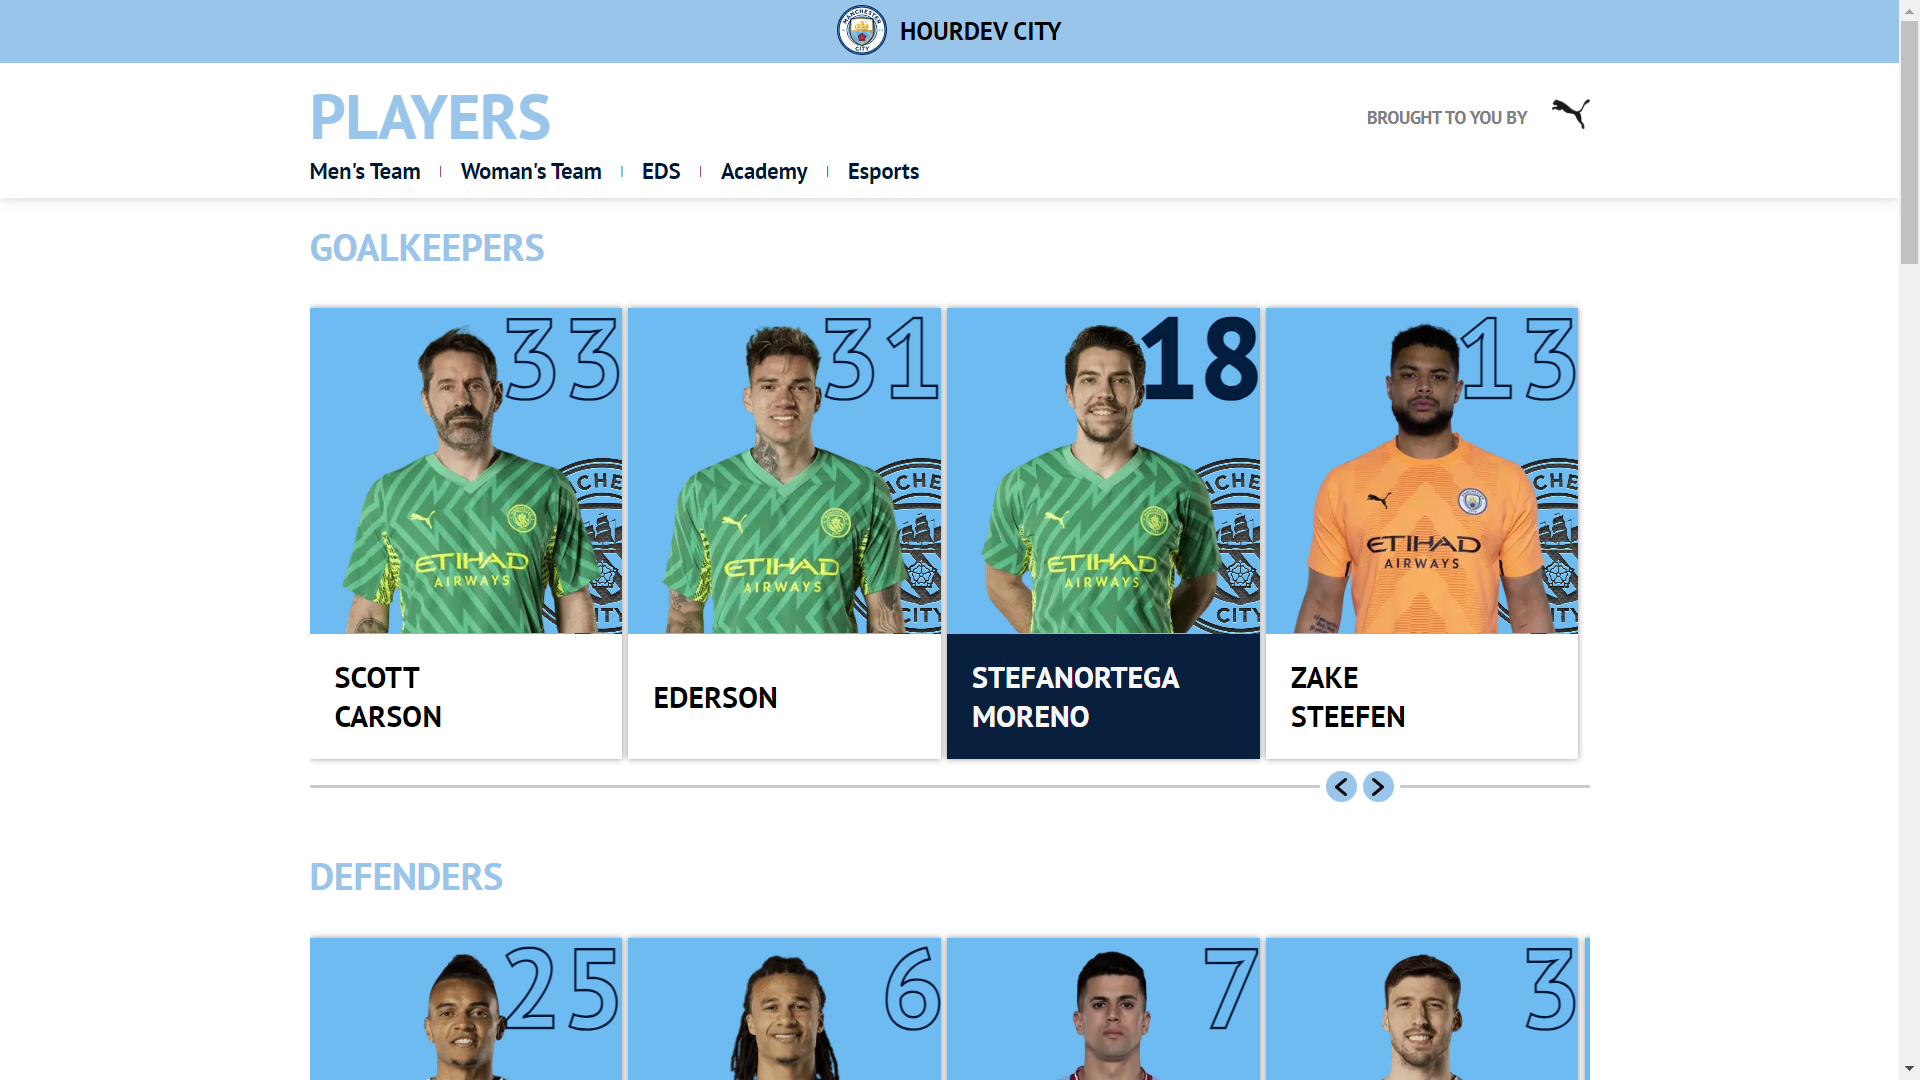 MANCHESTER
CITY
HOURDEV CITY
PLAYERS
BROUGHT TO YOU BY
Men's Team
Woman's Team
EDS
Academy
Esports
GOALKEEPERS
33
ETIHAD
AIRWAYS
SCOTT
CARSON
31
ETIHAD
AIRWAYS
EDERSON
18
ETIHAD
AIRWAYS
STEFANORTEGA
MORENO
13
ETIHAD
AIRWAYS
ZAKE
STEEFEN
DEFENDERS
25
6
7
3